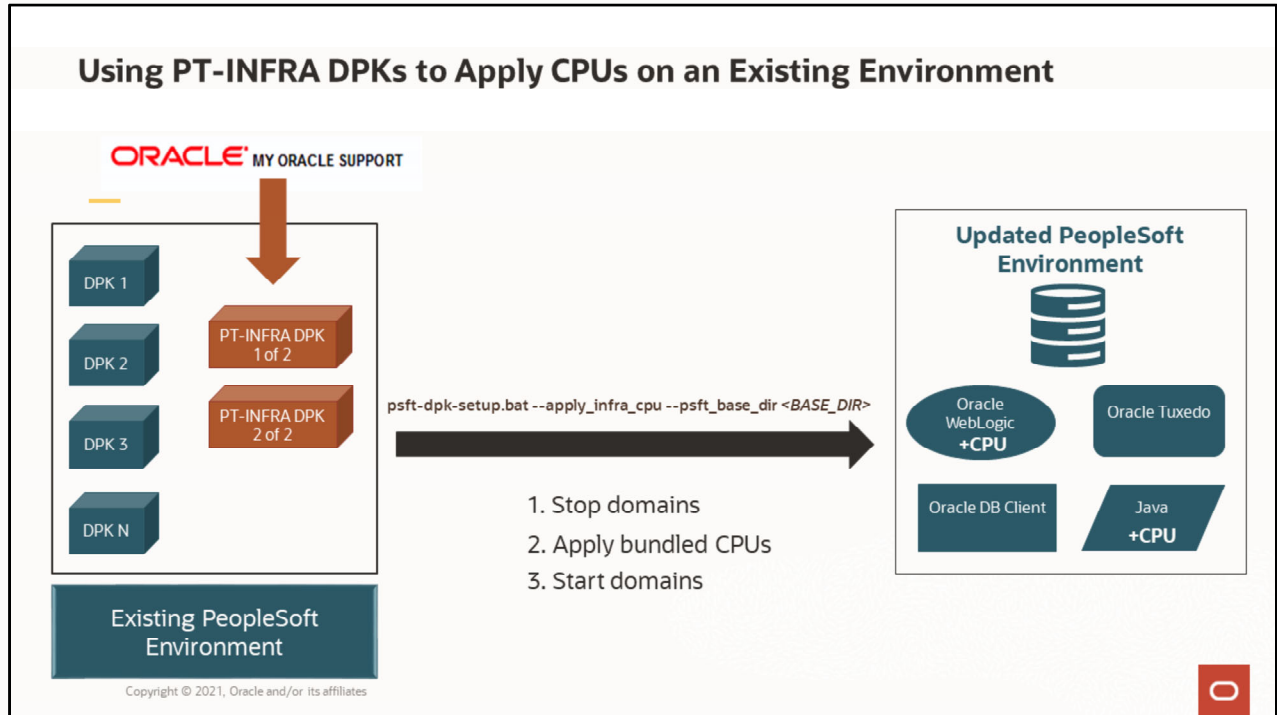 Using PT-INFRA DPKs to Apply CPUs on an Existing Environment
ORACLE® MY ORACLE SUPPORT
DPK 1
DPK 2
DPK 3
DPK N
PT-INFRA DPK
1 of 2
PT-INFRA DPK
2 of 2
Existing PeopleSoft
Environment
psft-dpk-setup.bat --apply_infra_cpu --psft_base_dir <BASE_DIR>
1. Stop domains
2. Apply bundled CPUs
3. Start domains
Updated PeopleSoft
Environment
Oracle
WebLogic
+CPU
Oracle Tuxedo
Oracle DB Client
Java
+CPU
Copyright © 2021, Oracle and/or its affiliates